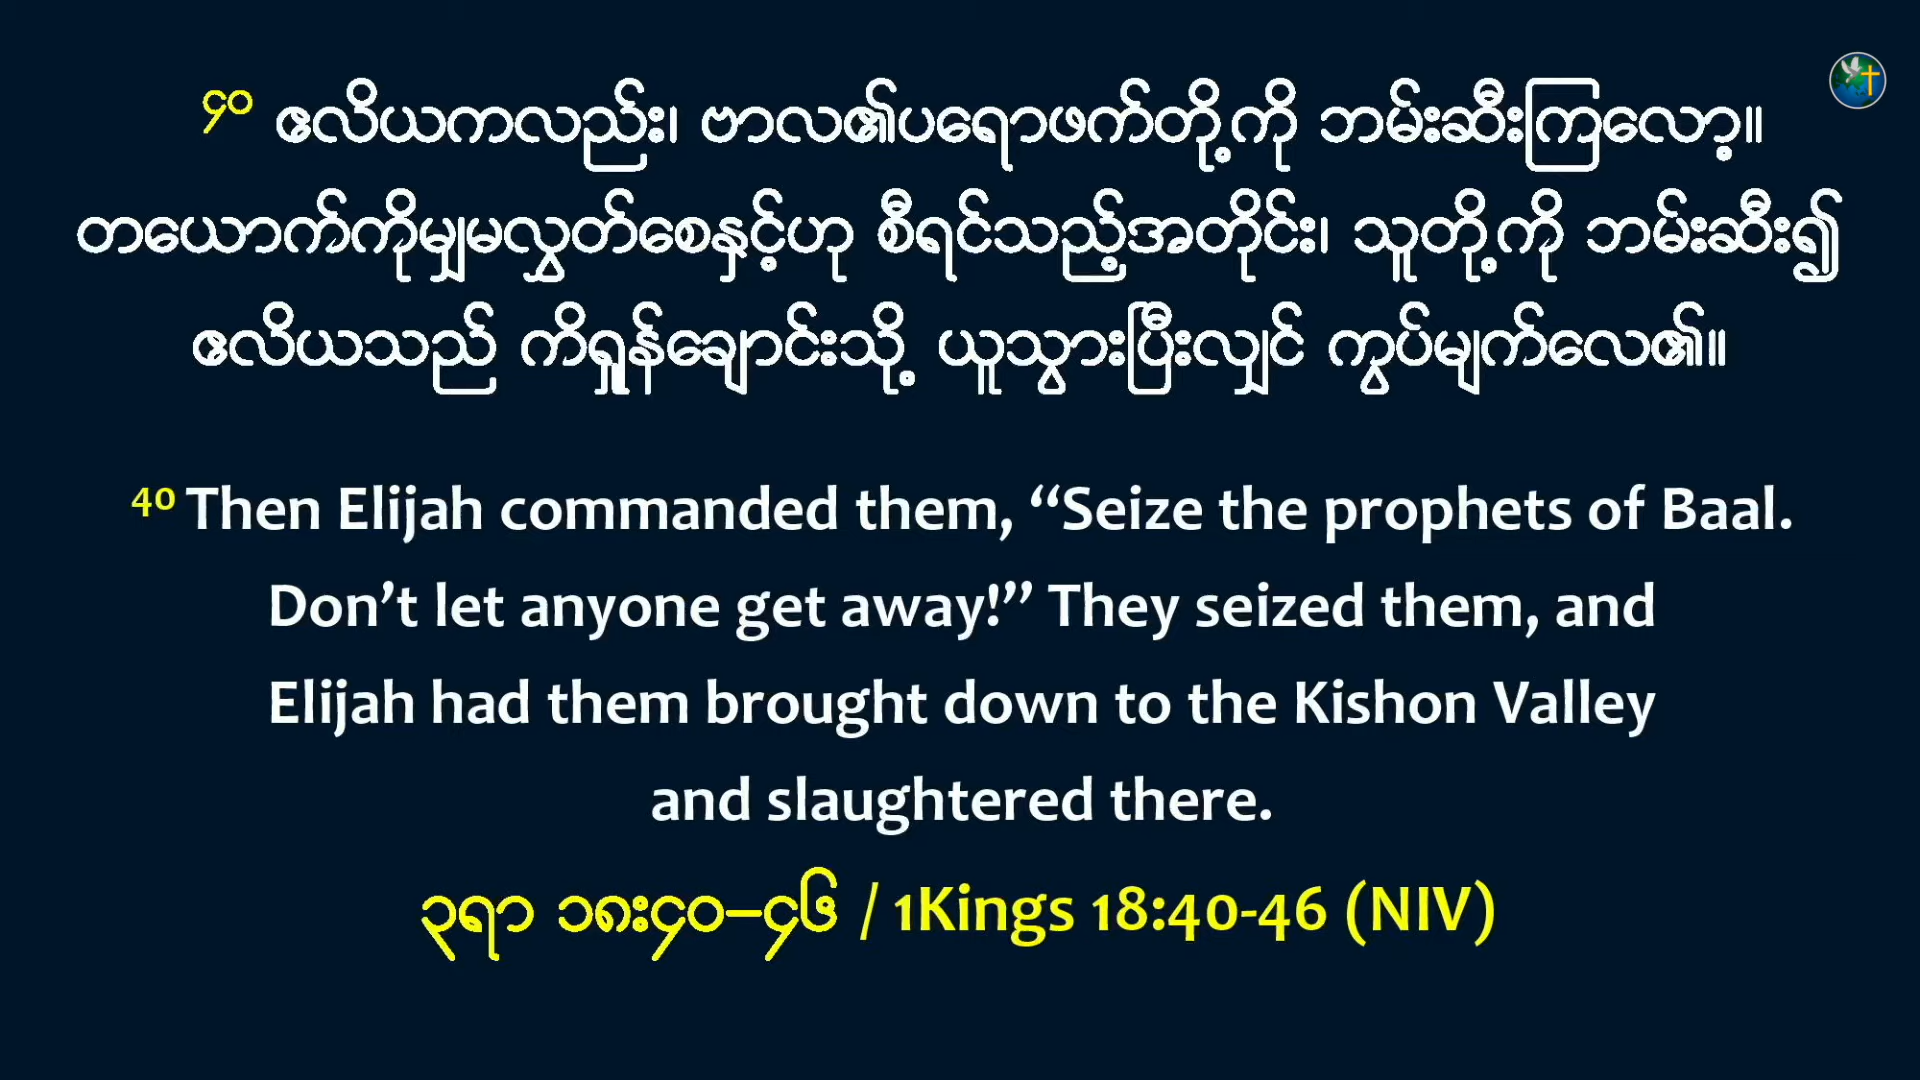 ၄၀ ဧလိယကလည်း၊ ဗာလ၏ပရောဖက်တို့ကို ဘမ်းဆီးကြလော့။
တယောက်ကိုမျှမလွှတ်စေနှင့်ဟု စီရင်သည့်အတိုင်း၊ သူတို့ကို ဘမ်းဆီး၍
ဧလိယသည် ကိရှုန်ချောင်းသို့ ယူသွားပြီးလျှင် ကွပ်မျက်လေ၏။
40 Then Elijah commanded them, “Seize the prophets of Baal.
Don’t let anyone get away!” They seized them, and
Elijah had them brought down to the Kishon Valley
and slaughtered there.
၃ရာ ၁၈း၄၀–၄၆ / 1Kings 18:40-46 (NIV)